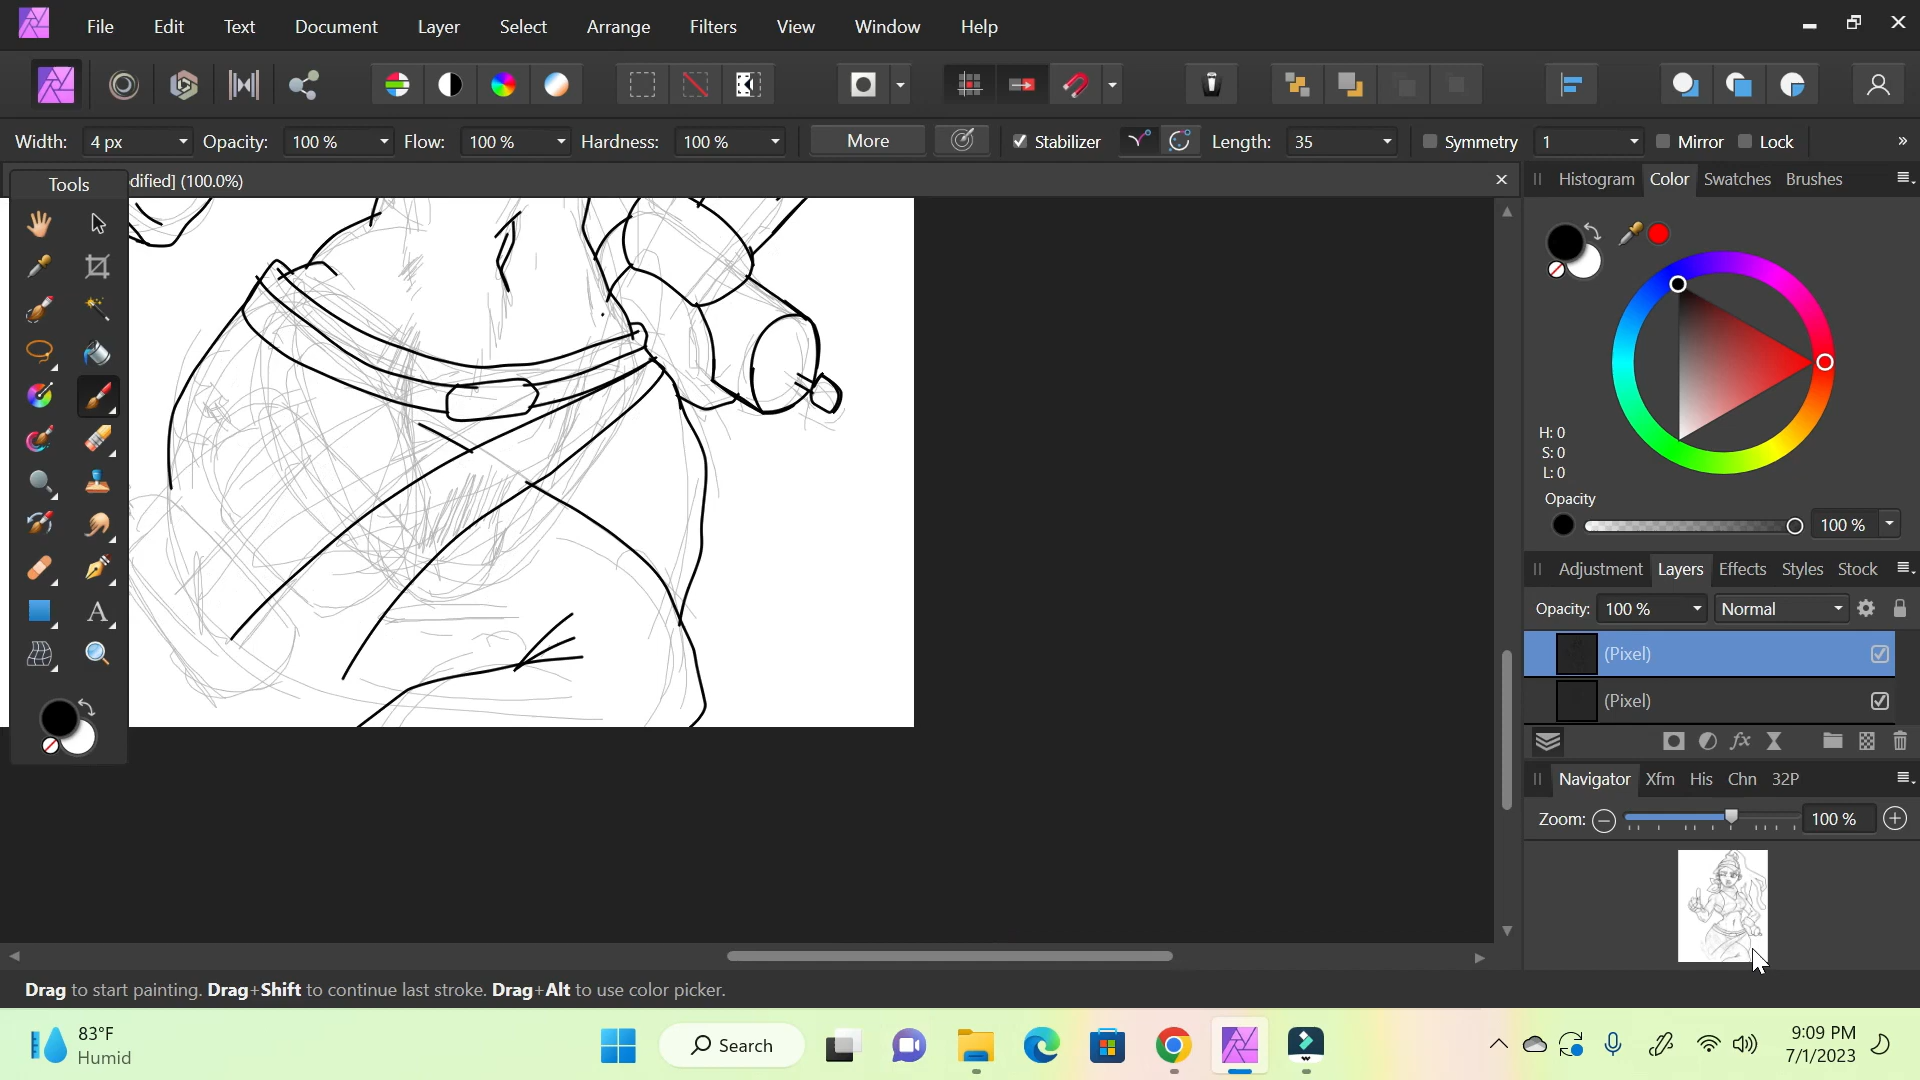 File Edit Text Document Layer Select Arrange Filters View Window Help
Width: 4 px Opacity: 100 % Flow: 100 % Hardness: 100 % More Stabilizer Length: 35 Symmetry 1 Mirror Lock »
Tools
dified] (100.0%)
Histogram Color Swatches Brushes
H: 0
S: 0
L: 0
Opacity
100 %
Adjustment Layers Effects Styles Stock
Opacity: 100 % Normal
(Pixel)
(Pixel)
fx
Navigator Xfm His Chn 32P
Zoom: 100 %
A
Drag to start painting. Drag+Shift to continue last stroke. Drag+Alt to use color picker.
83°F
Humid
Search
9:09 PM
7/1/2023